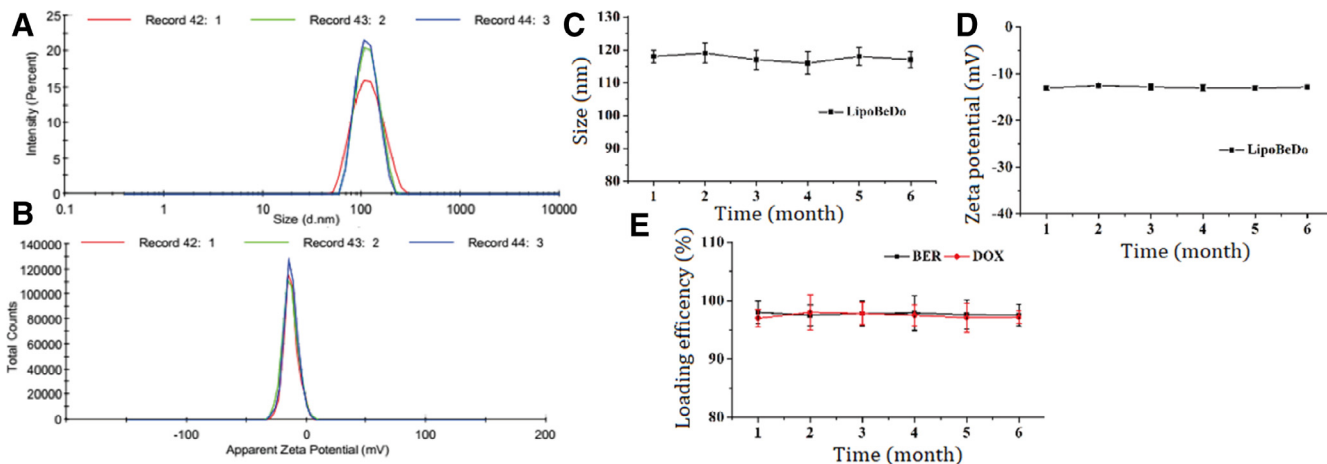 A
Record 42: 1 Record 43: 2 Record 44: 3
Intensity (Percent)
25
20
15
10
5
0
0.1 1 10 100 1000 10000
Size (d.nm)
B
Record 42: 1 Record 43: 2 Record 44: 3
Total Counts
140000
120000
100000
80000
60000
40000
20000
0
-100 0 100 200
Apparent Zeta Potential (mV)
C
Size (nm)
130
120
110
100
90
80
LipoBeDo
1 2 3 4 5 6
Time (month)
D
Zeta potential (mV)
0
-10
-20
-30
-40
LipoBeDo
1 2 3 4 5 6
Time (month)
E
Loading efficency (%)
110
100
90
80
BER DOX
1 2 3 4 5 6
Time (month)